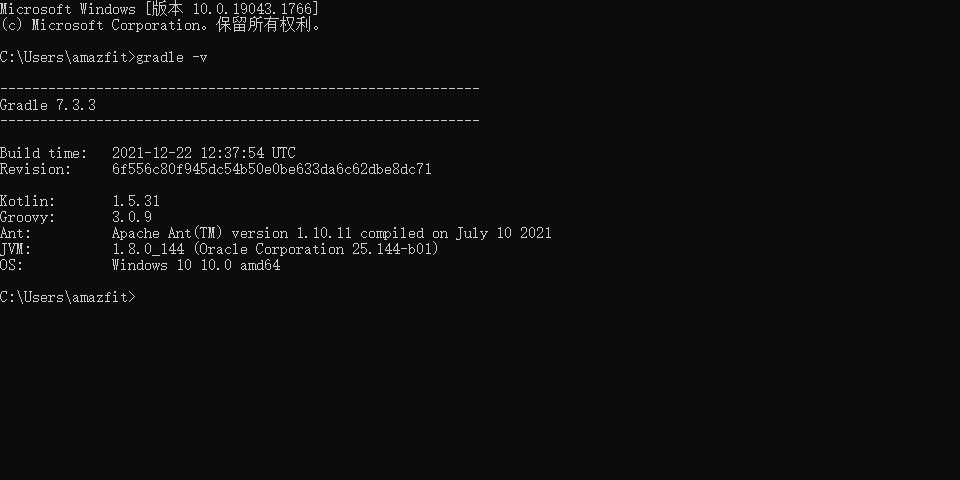 Microsoft Windows [版本 10.0.19043.1766]
(c) Microsoft Corporation。保留所有权利。
C:\Users\amazfit>gradle -v
------------------------------------------------------------
Gradle 7.3.3
------------------------------------------------------------
Build time:   2021-12-22 12:37:54 UTC
Revision:     6f556c80f945dc54b50e0be633da6c62dbe8dc71
Kotlin:       1.5.31
Groovy:       3.0.9
Ant:          Apache Ant(TM) version 1.10.11 compiled on July 10 2021
JVM:          1.8.0_144 (Oracle Corporation 25.144-b01)
OS:           Windows 10 10.0 amd64
C:\Users\amazfit>